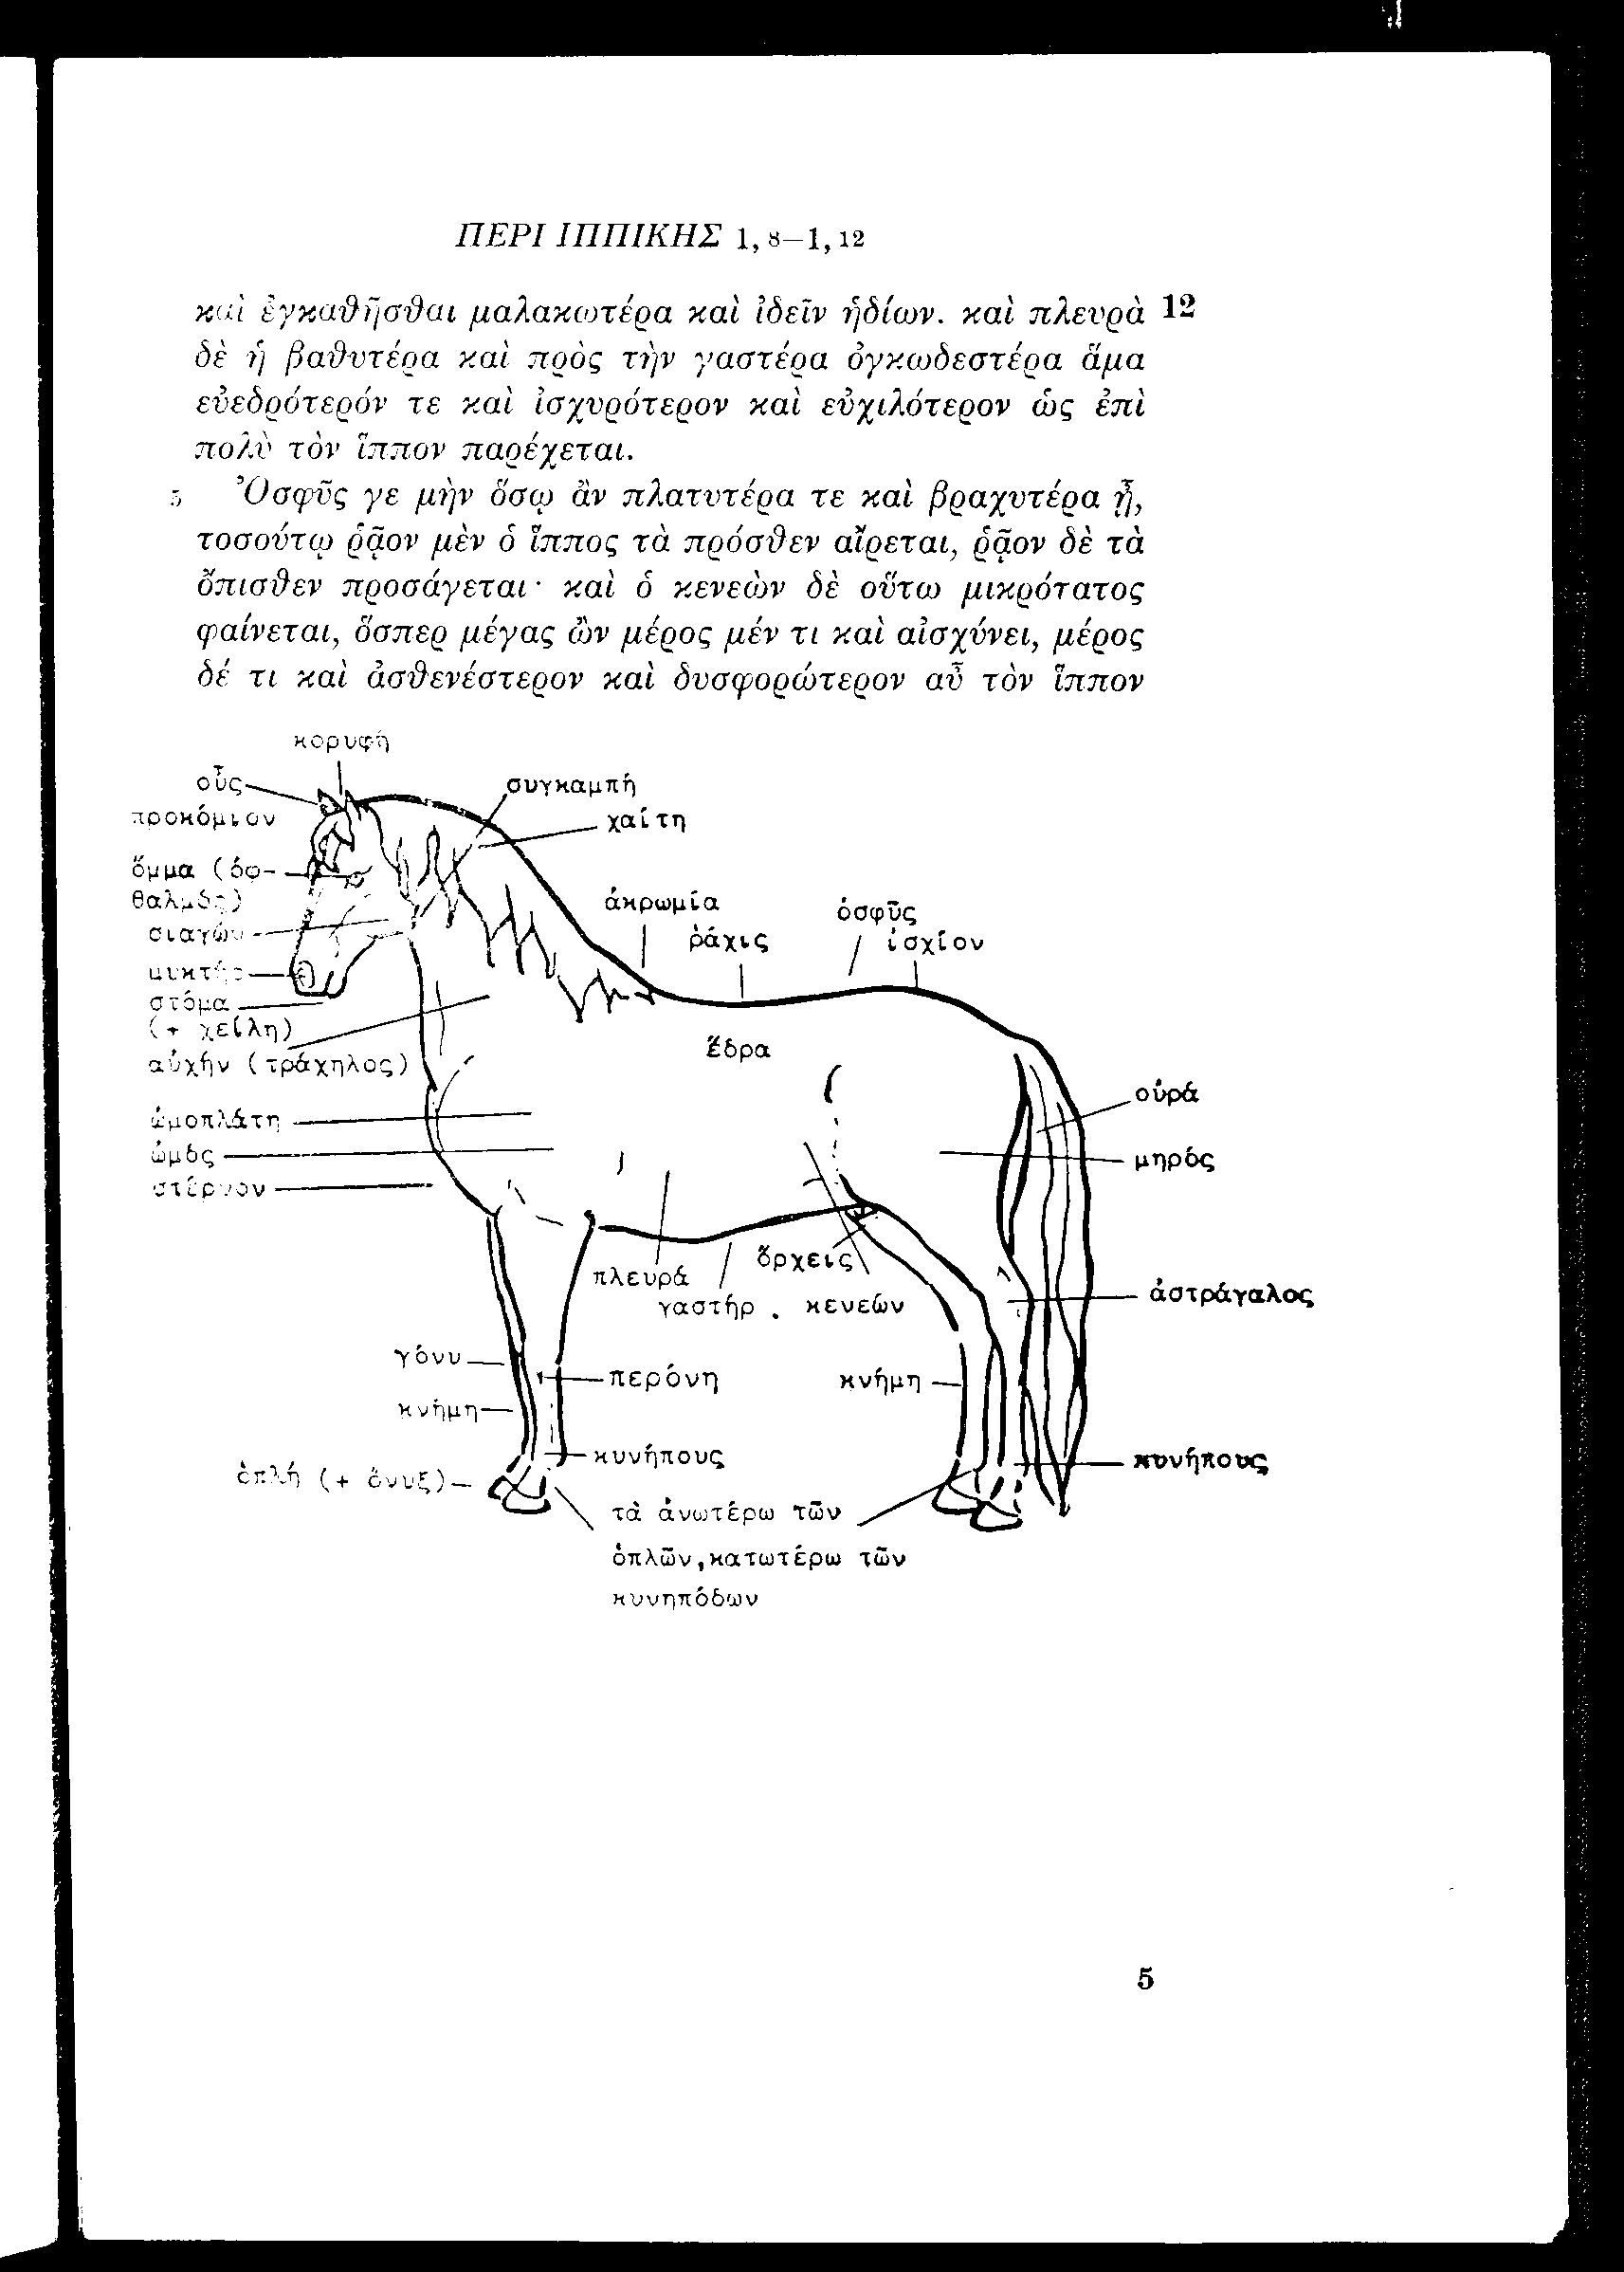 ΠΕΡΙ ΙΠΠΙΚΗΣ 1, 8—1, 12
καὶ ἐγκαθῆσθαι μαλακωτέρα καὶ ἰδεῖν ἡδίων. καὶ πλευρὰ 12
δὲ ἡ βαθυτέρα καὶ πρὸς τὴν γαστέρα ὀγκωδεστέρα ἅμα
εὐεδρότερόν τε καὶ ἰσχυρότερον καὶ εὐχιλότερον ὡς ἐπὶ
πολὺ τὸν ἵππον παρέχεται.
5 Ὀσφῦς γε μὴν ὅσῳ ἂν πλατυτέρα τε καὶ βραχυτέρα ᾖ,
τοσούτῳ ῥᾷον μὲν ὁ ἵππος τὰ πρόσθεν αἴρεται, ῥᾷον δὲ τὰ
ὄπισθεν προσάγεται· καὶ ὁ κενεὼν δὲ οὕτω μικρότατος
φαίνεται, ὅσπερ μέγας ὢν μέρος μέν τι καὶ αἰσχύνει, μέρος
δέ τι καὶ ἀσθενέστερον καὶ δυσφορώτερον αὖ τὸν ἵππον
κορυφή
οὖς
συγκαμπή
προκόμιον
χαίτη
ὄμμα (ὀφ-
θαλμός)
ἀκρωμία
ὀσφῦς
σιαγών
ῥάχις
ἰσχίον
μυκτήρ
στόμα
(+ χείλη)
αὐχήν (τράχηλος)
ἕδρα
οὐρά
ὠμοπλάτη
ὦμός
μηρός
στέρνον
ὄρχεις
πλευρά
γαστήρ . κενεών
ἀστράγαλος
γόνυ
περόνη
κνήμη
κνήμη
κυνήπους
κυνήπους
ὁπλή (+ ὄνυξ)
τὰ ἀνωτέρω τῶν
ὁπλῶν, κατωτέρω τῶν
κυνηπόδων
5